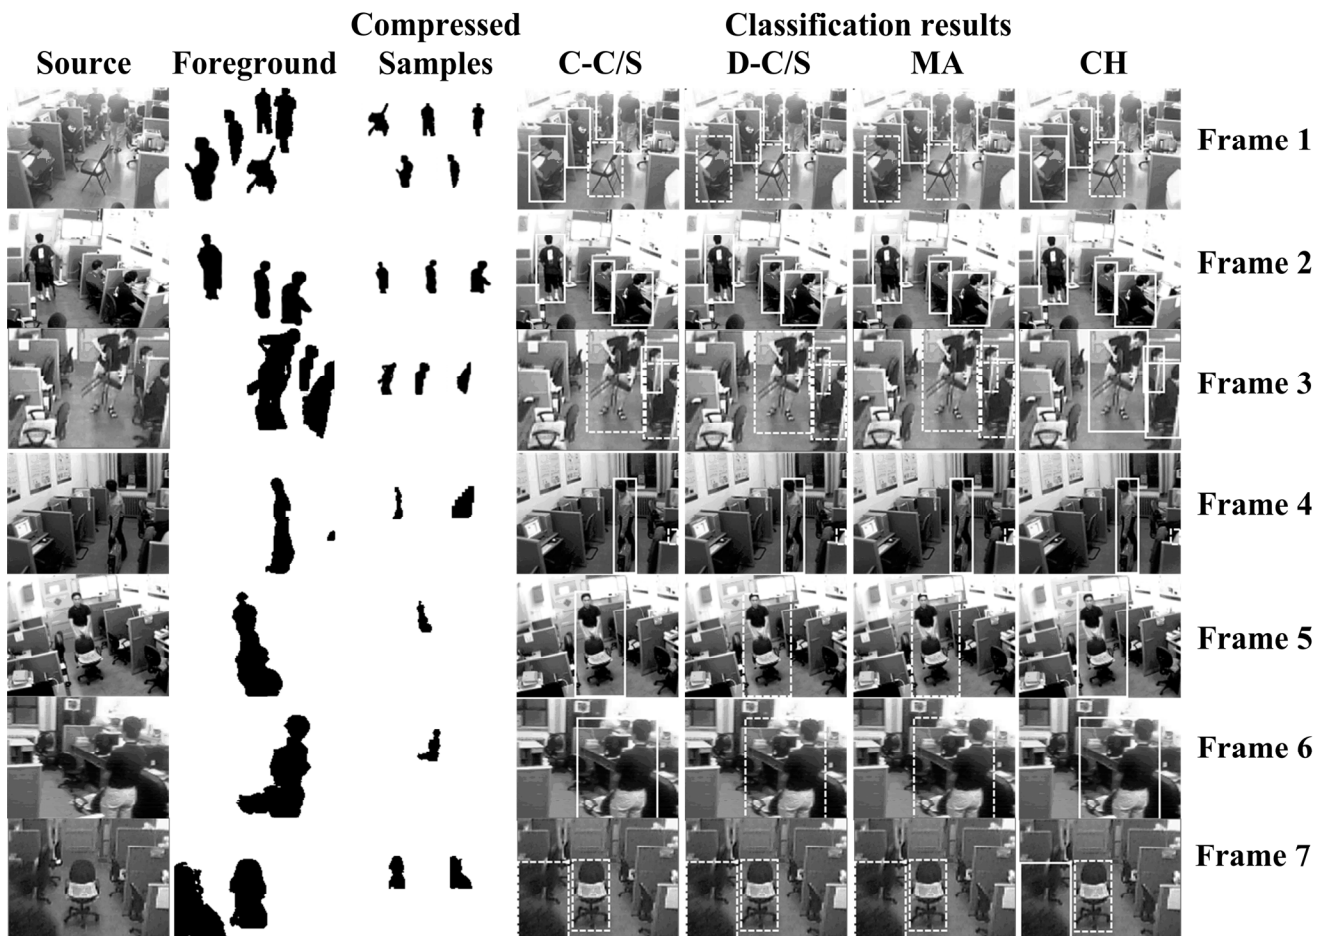 Compressed Classification results
Source Foreground Samples C-C/S D-C/S MA CH
Frame 1
Frame 2
Frame 3
Frame 4
Frame 5
Frame 6
Frame 7